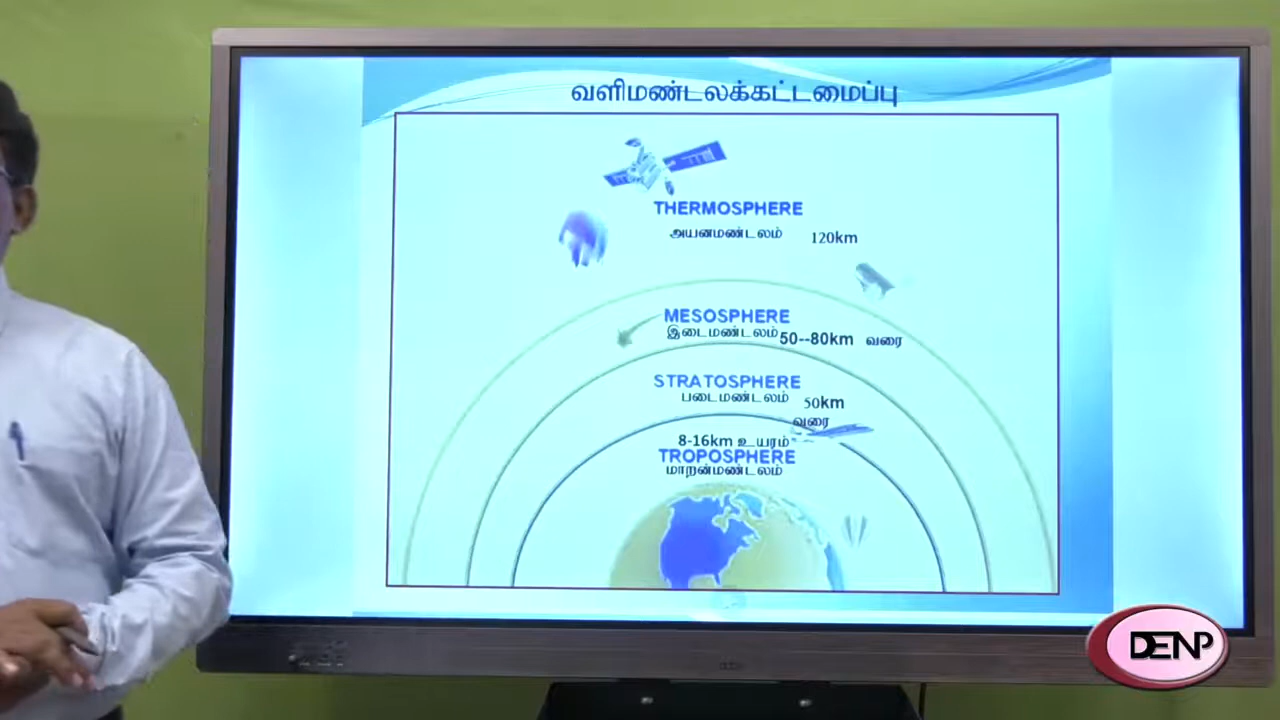 வளிமண்டலக்கட்டமைப்பு
THERMOSPHERE
அயனமண்டலம் 120km
MESOSPHERE
இடைமண்டலம் 50--80km வரை
STRATOSPHERE
படைமண்டலம் 50km
வரை
8-16km உயரம்
TROPOSPHERE
மாறன்மண்டலம்
DENP